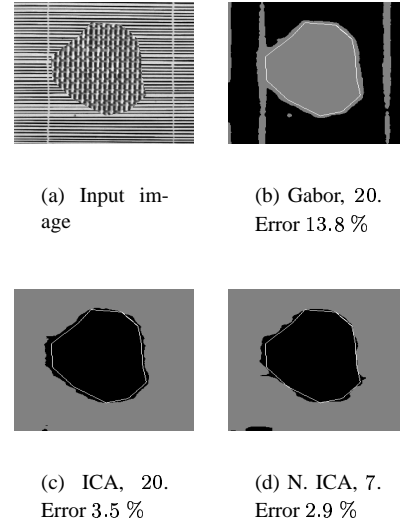 (a) Input im-
age
(b) Gabor, 20.
Error 13.8 %
(c) ICA, 20.
Error 3.5 %
(d) N. ICA, 7.
Error 2.9 %